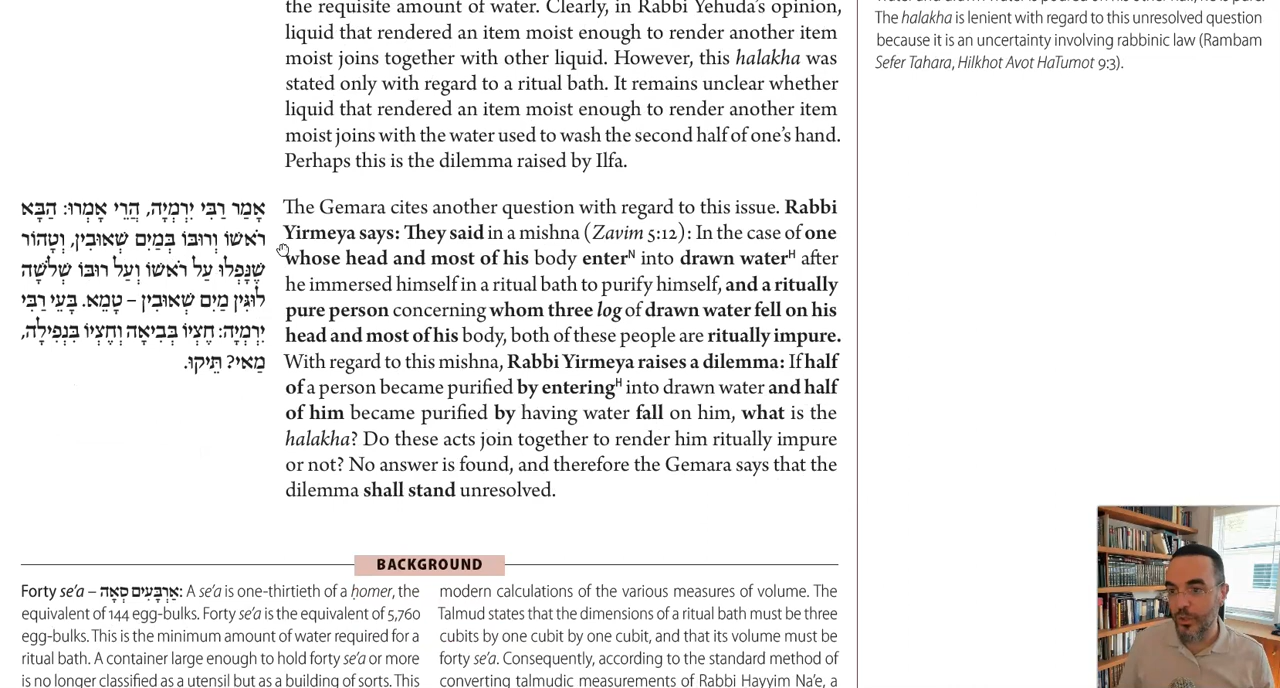 the requisite amount of water. Clearly, in Rabbi Yehuda's opinion,
liquid that rendered an item moist enough to render another item
moist joins together with other liquid. However, this halakha was
stated only with regard to a ritual bath. It remains unclear whether
liquid that rendered an item moist enough to render another item
moist joins with the water used to wash the second half of one's hand.
Perhaps this is the dilemma raised by Ilfa.
אָמַר רַבִּי יִרְמְיָה, הֲרֵי אָמְרוּ: הַבָּא
רֹאשׁוֹ וְרוּבּוֹ בְּמַיִם שְׁאוּבִין, וְטָהוֹר
שֶׁנָּפְלוּ עַל רֹאשׁוֹ וְעַל רוּבּוֹ שְׁלֹשָׁה
לוּגִּין מַיִם שְׁאוּבִין – טָמֵא. בָּעֵי רַבִּי
יִרְמְיָה: חֶצְיוֹ בְּבִיאָה וְחֶצְיוֹ בִּנְפִילָה,
מַאי? תֵּיקוּ.
The Gemara cites another question with regard to this issue. Rabbi
Yirmeya says: They said in a mishna (Zavim 5:12): In the case of one
whose head and most of his body enterᴺ into drawn waterᴴ after
he immersed himself in a ritual bath to purify himself, and a ritually
pure person concerning whom three log of drawn water fell on his
head and most of his body, both of these people are ritually impure.
With regard to this mishna, Rabbi Yirmeya raises a dilemma: If half
of a person became purified by enteringᴴ into drawn water and half
of him became purified by having water fall on him, what is the
halakha? Do these acts join together to render him ritually impure
or not? No answer is found, and therefore the Gemara says that the
dilemma shall stand unresolved.
The halakha is lenient with regard to this unresolved question
because it is an uncertainty involving rabbinic law (Rambam
Sefer Tahara, Hilkhot Avot HaTumot 9:3).
BACKGROUND
Forty se'a – אַרְבָּעִים סְאָה: A se'a is one-thirtieth of a ḥomer, the
equivalent of 144 egg-bulks. Forty se'a is the equivalent of 5,760
egg-bulks. This is the minimum amount of water required for a
ritual bath. A container large enough to hold forty se'a or more
is no longer classified as a utensil but as a building of sorts. This
modern calculations of the various measures of volume. The
Talmud states that the dimensions of a ritual bath must be three
cubits by one cubit by one cubit, and that its volume must be
forty se'a. Consequently, according to the standard method of
converting talmudic measurements of Rabbi Hayyim Na'e, a